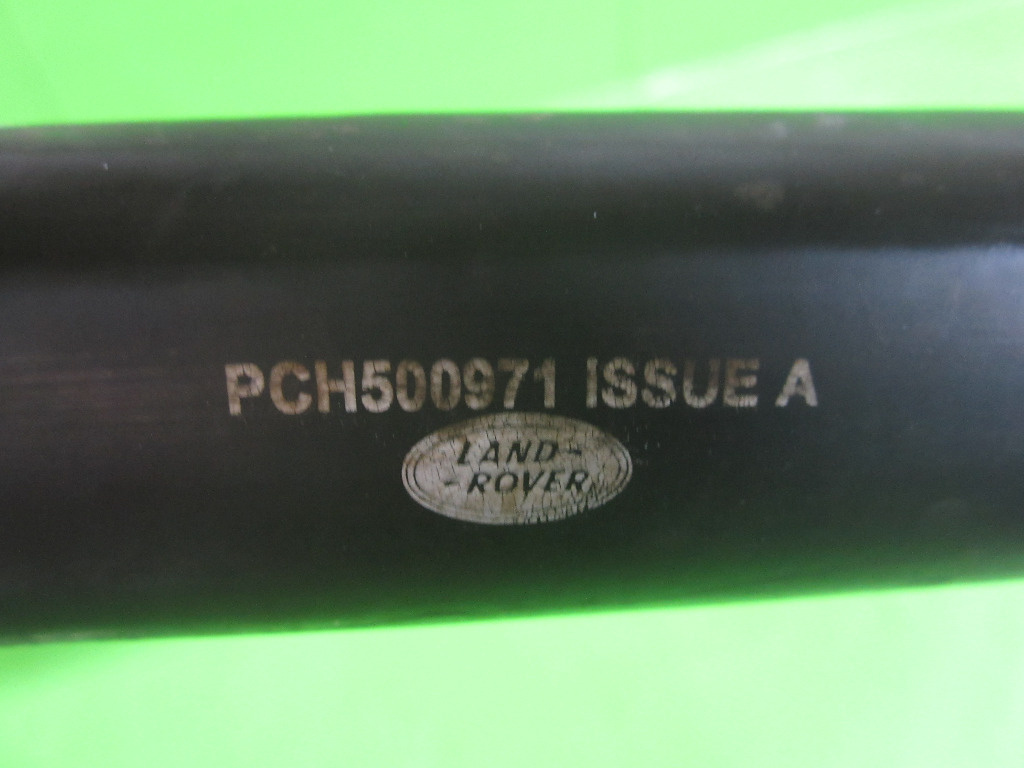 PCH500971 ISSUE A
LAND-
-ROVER